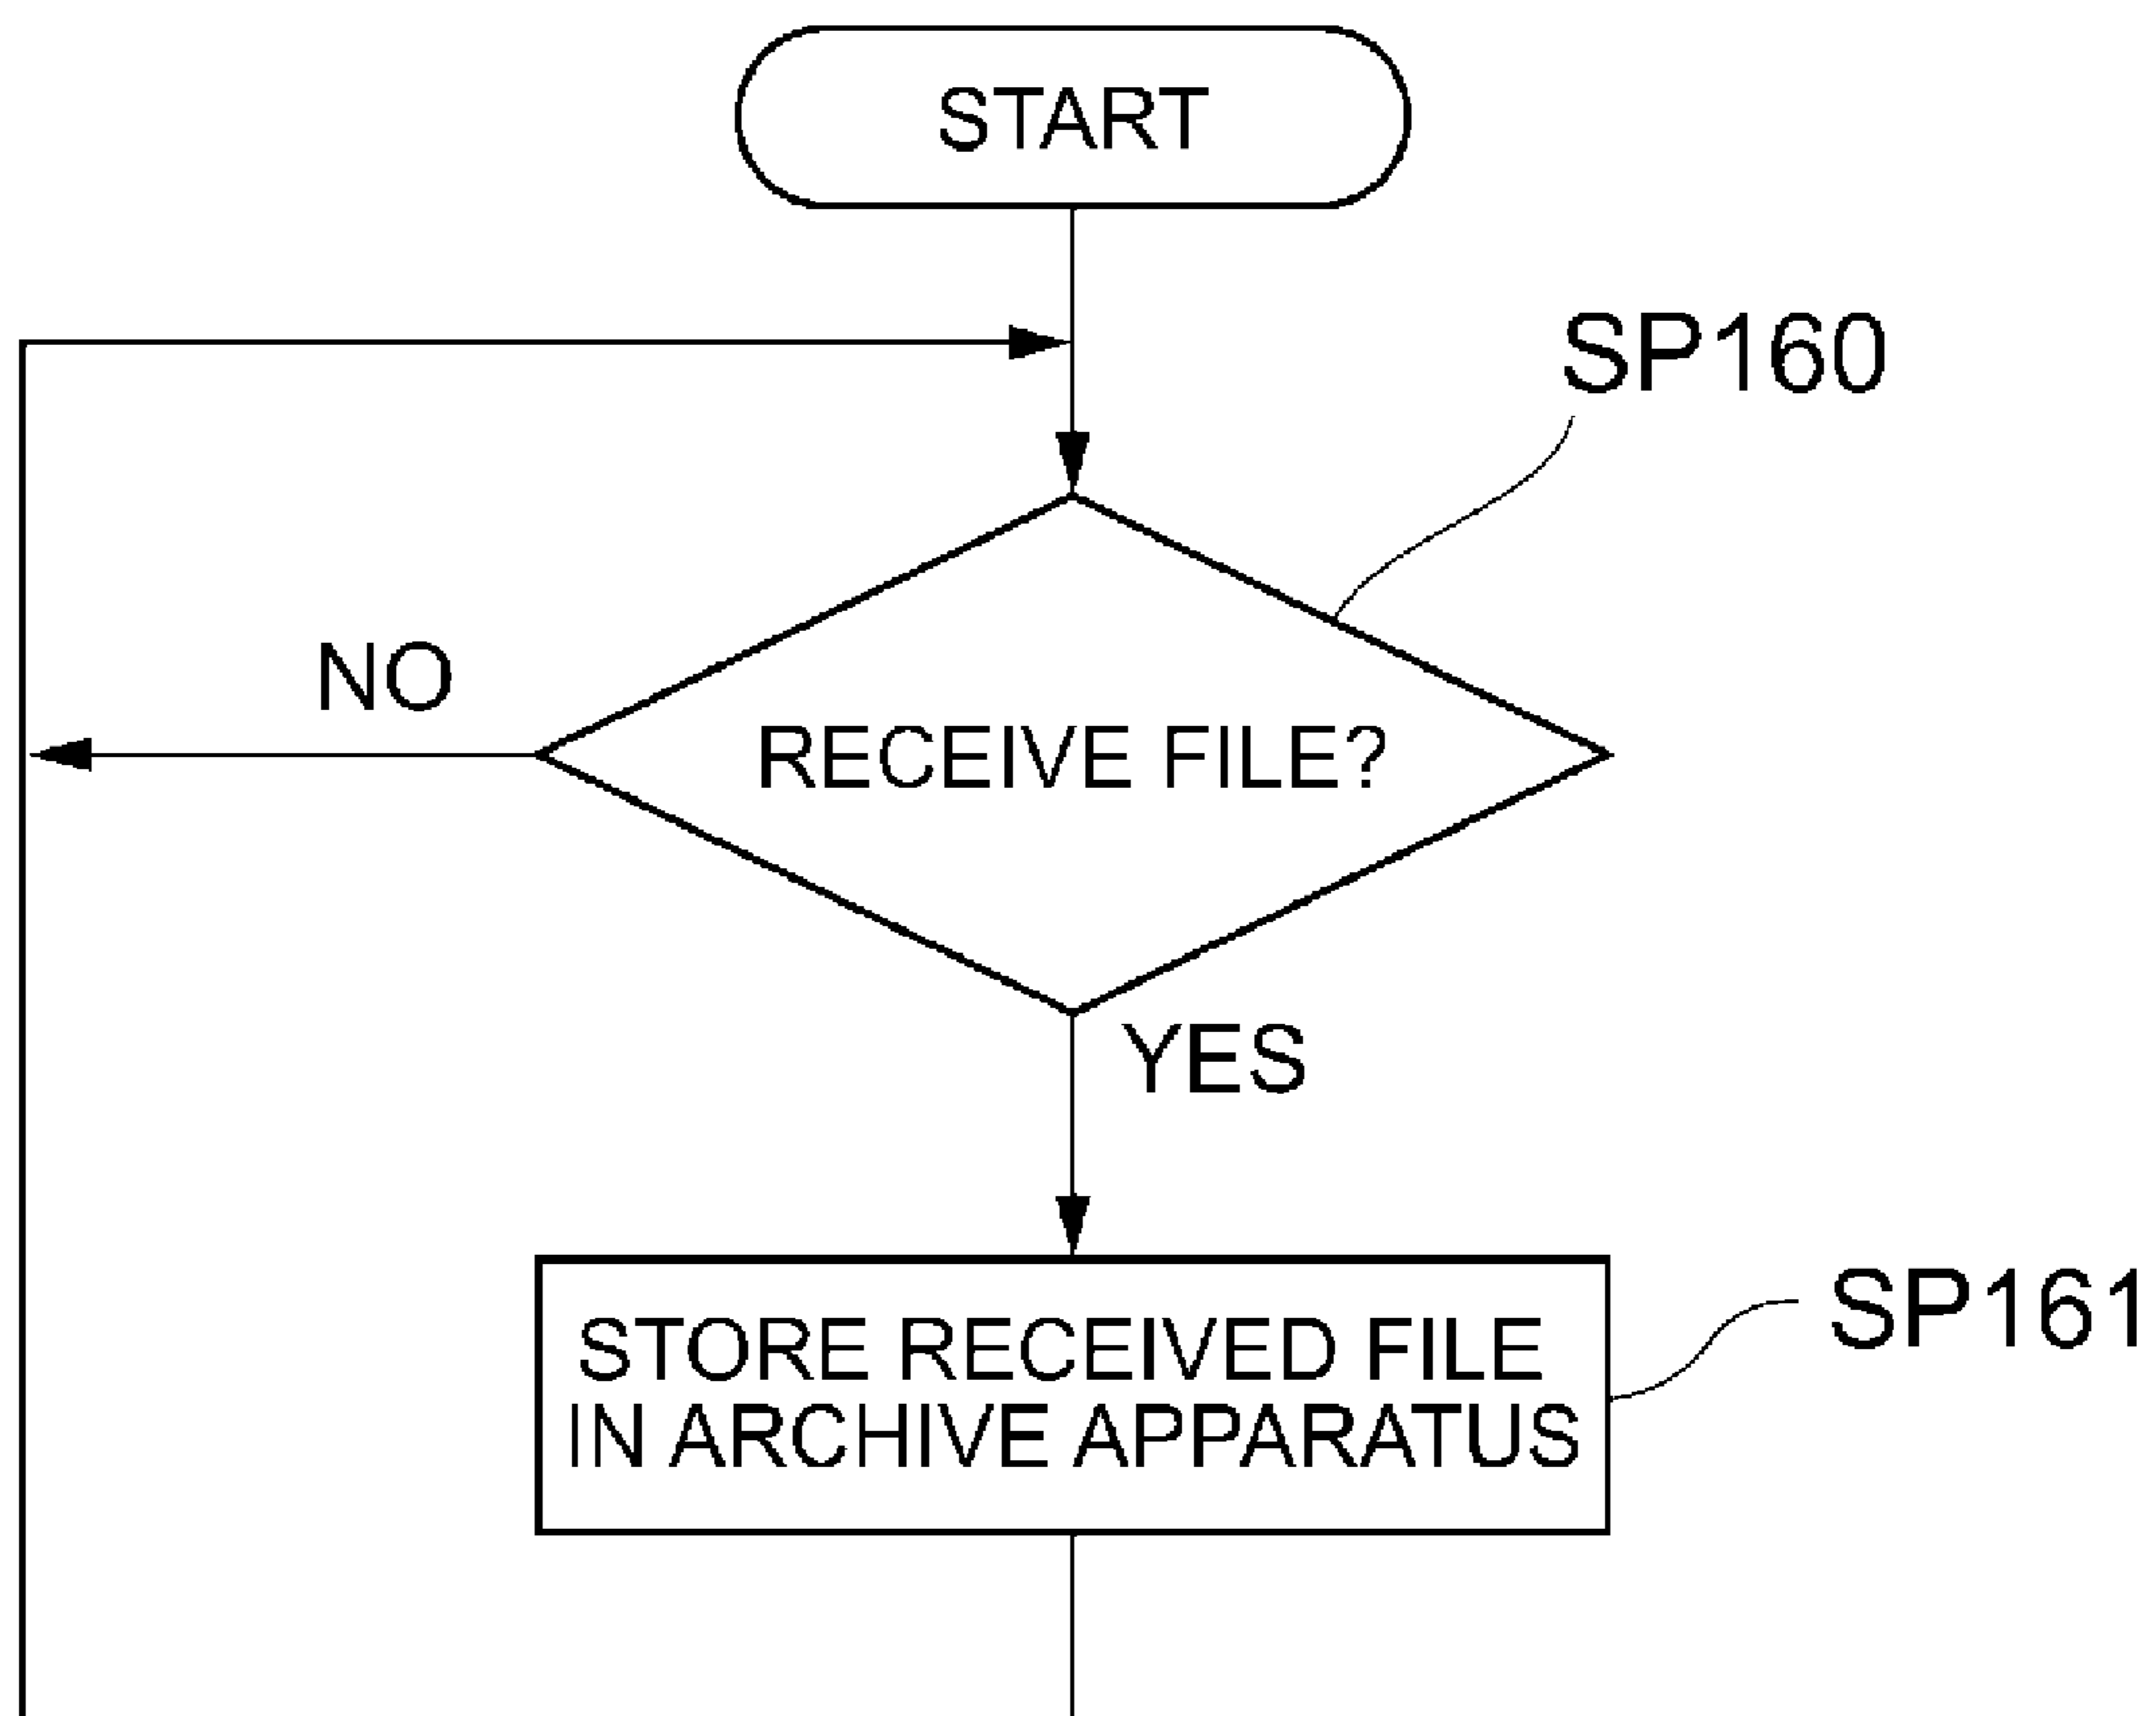 START
SP160
NO
RECEIVE FILE?
YES
STORE RECEIVED FILE
IN ARCHIVE APPARATUS
SP161